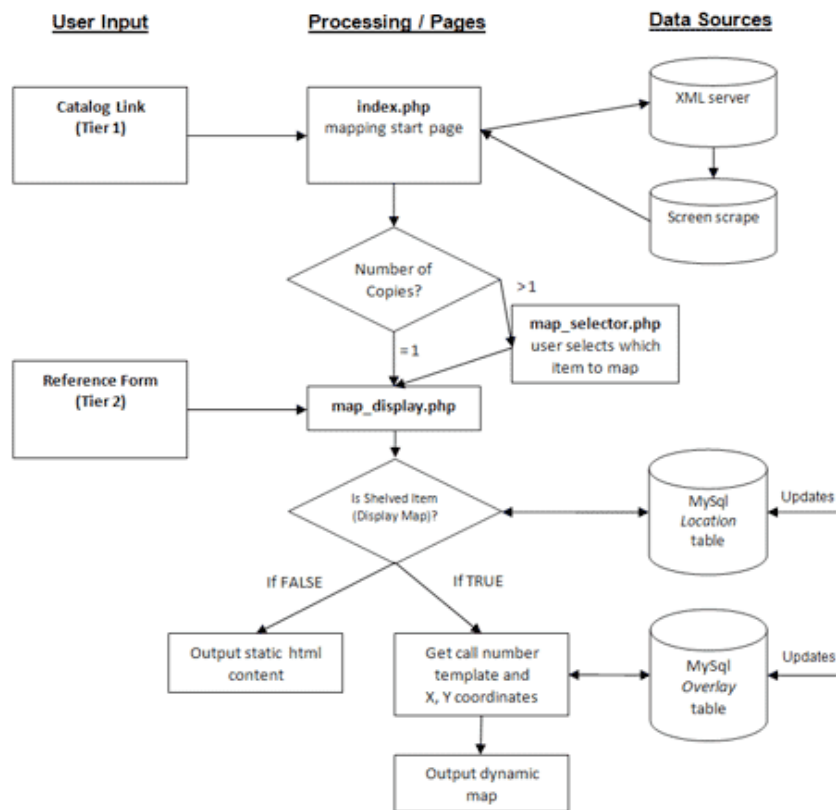 User Input
Processing / Pages
Data Sources
Catalog Link
(Tier 1)
index.php
mapping start page
XML server
Screen scrape
Number of
Copies?
> 1
= 1
map_selector.php
user selects which
item to map
Reference Form
(Tier 2)
map_display.php
Is Shelved Item
(Display Map)?
MySql
Location
table
Updates
If FALSE
If TRUE
Output static html
content
Get call number
template and
X, Y coordinates
MySql
Overlay
table
Updates
Output dynamic
map